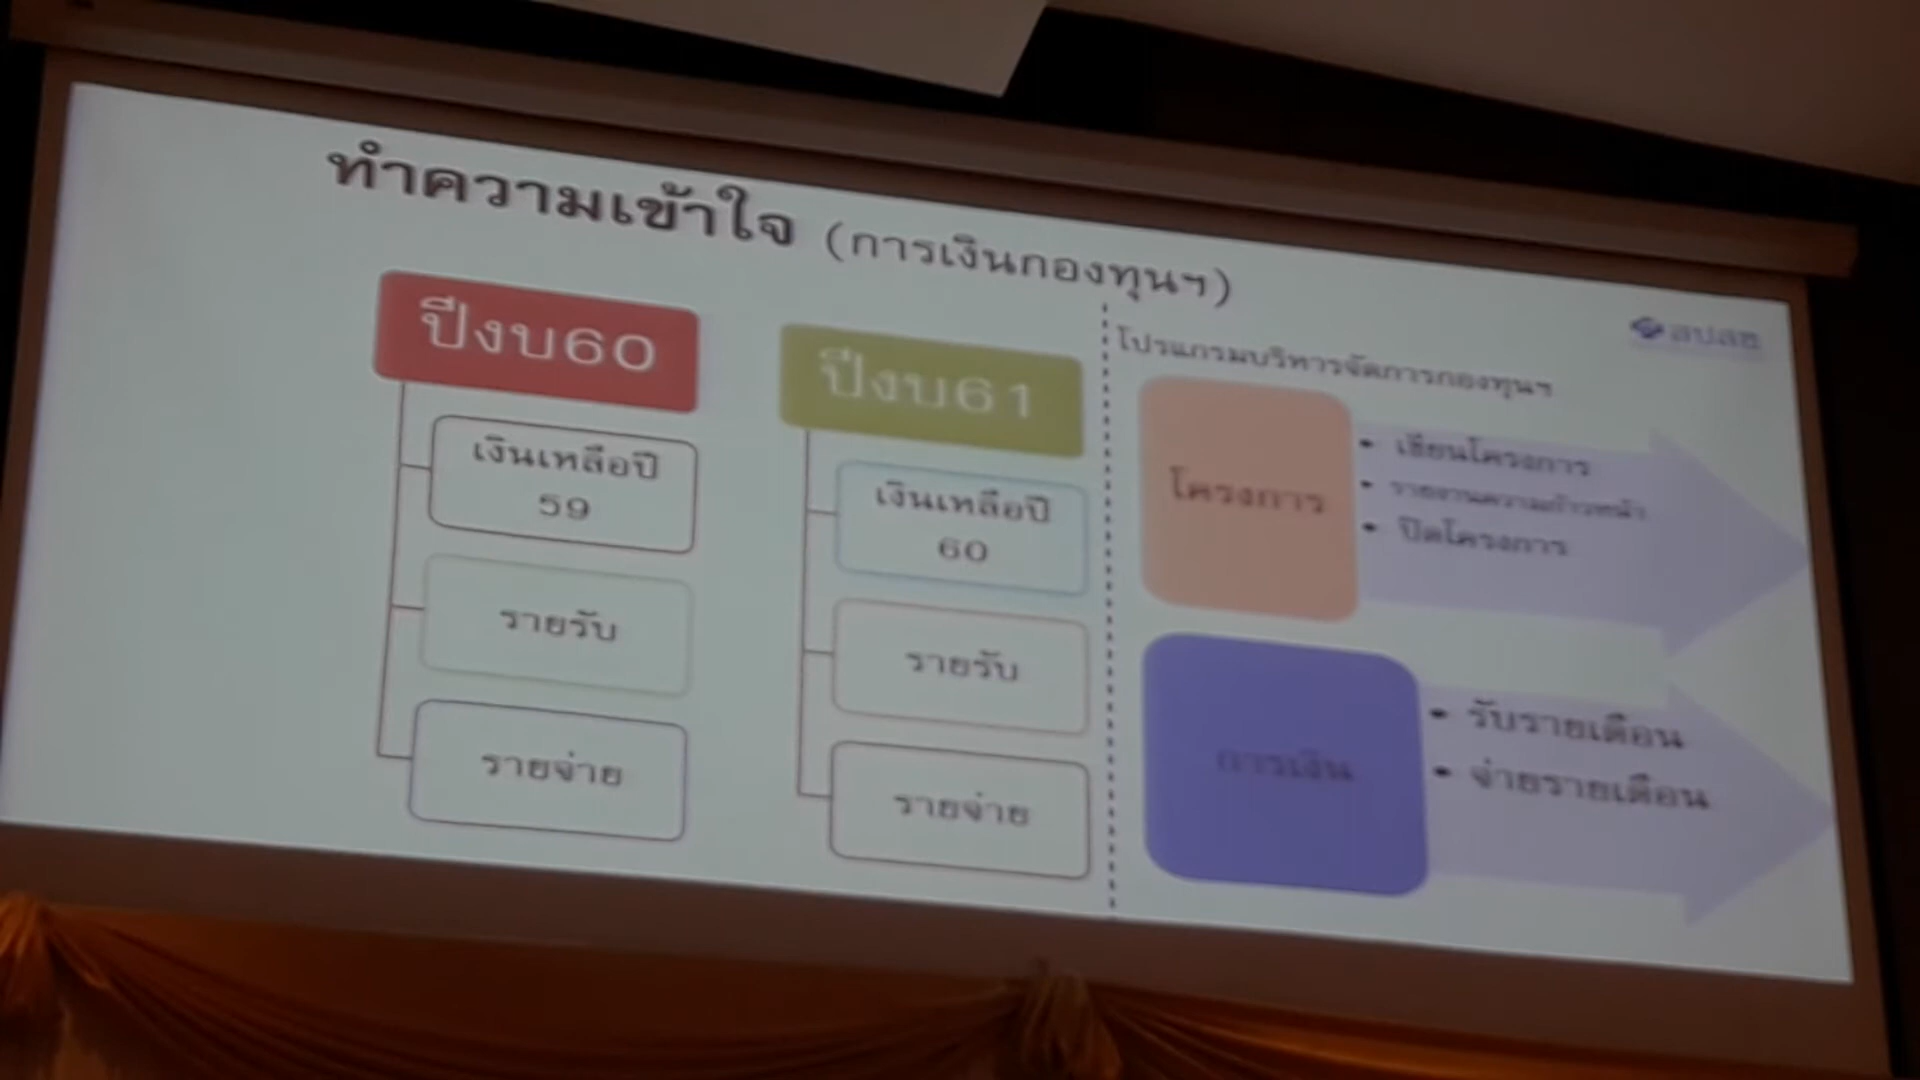 ทำความเข้าใจ (การเงินกองทุนฯ)
สปสช
ปีงบ60
เงินเหลือปี
59
รายรับ
รายจ่าย
ปีงบ61
เงินเหลือปี
60
รายรับ
รายจ่าย
โปรแกรมบริหารจัดการกองทุนฯ
โครงการ
• เขียนโครงการ
• รายงานความก้าวหน้า
• ปิดโครงการ
การเงิน
• รับรายเดือน
• จ่ายรายเดือน